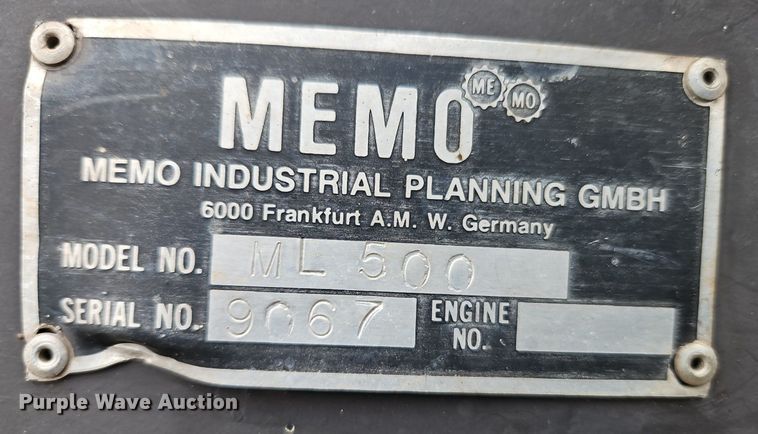 MEMO
ME
MO
MEMO INDUSTRIAL PLANNING GMBH
6000 Frankfurt A.M. W. Germany
MODEL NO. ML 500
SERIAL NO. 9067 ENGINE NO.
Purple Wave Auction